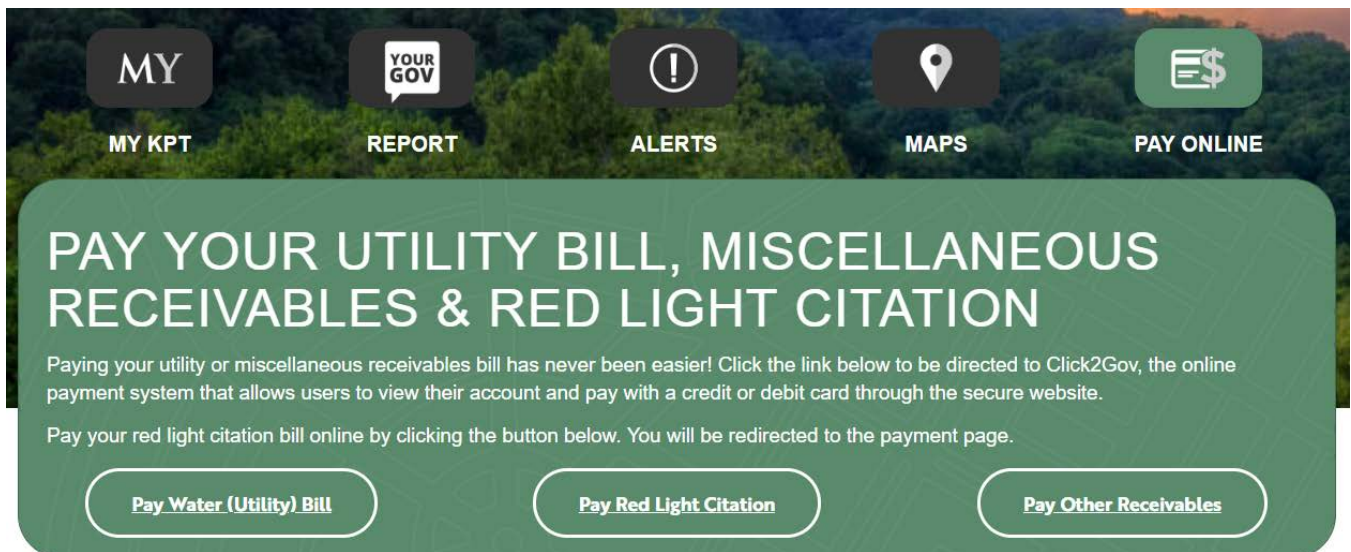 MY
YOUR
GOV
MY KPT
REPORT
ALERTS
MAPS
PAY ONLINE
PAY YOUR UTILITY BILL, MISCELLANEOUS
RECEIVABLES & RED LIGHT CITATION
Paying your utility or miscellaneous receivables bill has never been easier! Click the link below to be directed to Click2Gov, the online
payment system that allows users to view their account and pay with a credit or debit card through the secure website.
Pay your red light citation bill online by clicking the button below. You will be redirected to the payment page.
Pay Water (Utility) Bill
Pay Red Light Citation
Pay Other Receivables